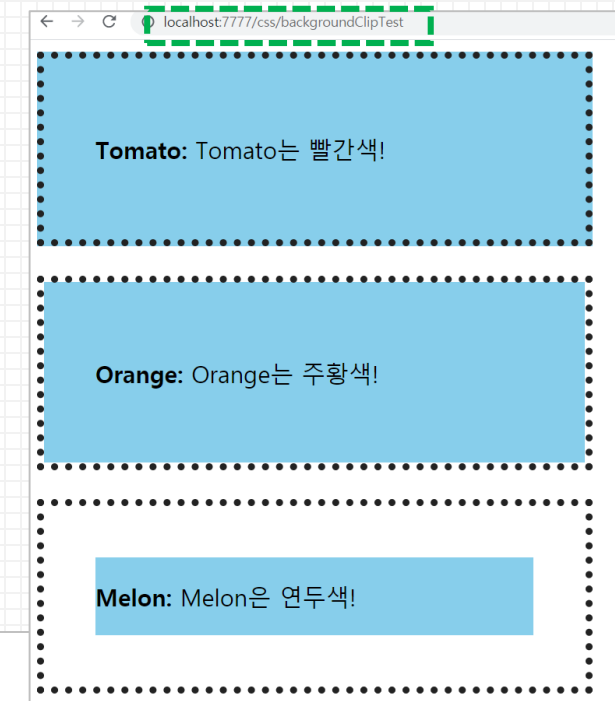 localhost:7777/css/backgroundClipTest
Tomato: Tomato는 빨간색!
Orange: Orange는 주황색!
Melon: Melon은 연두색!